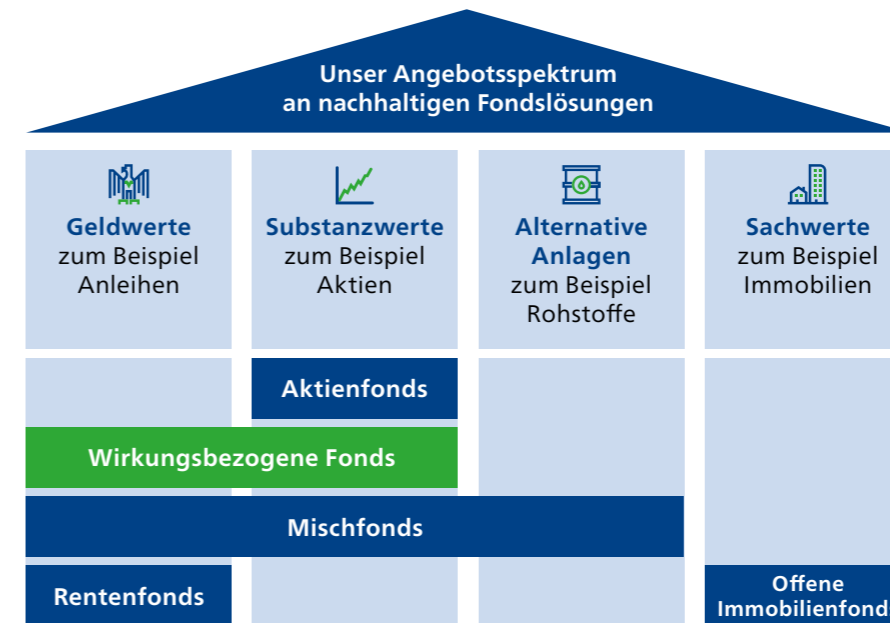 Unser Angebotsspektrum
an nachhaltigen Fondslösungen
Geldwerte
zum Beispiel
Anleihen
Substanzwerte
zum Beispiel
Aktien
Alternative
Anlagen
zum Beispiel
Rohstoffe
Sachwerte
zum Beispiel
Immobilien
Aktienfonds
Wirkungsbezogene Fonds
Mischfonds
Rentenfonds
Offene
Immobilienfonds